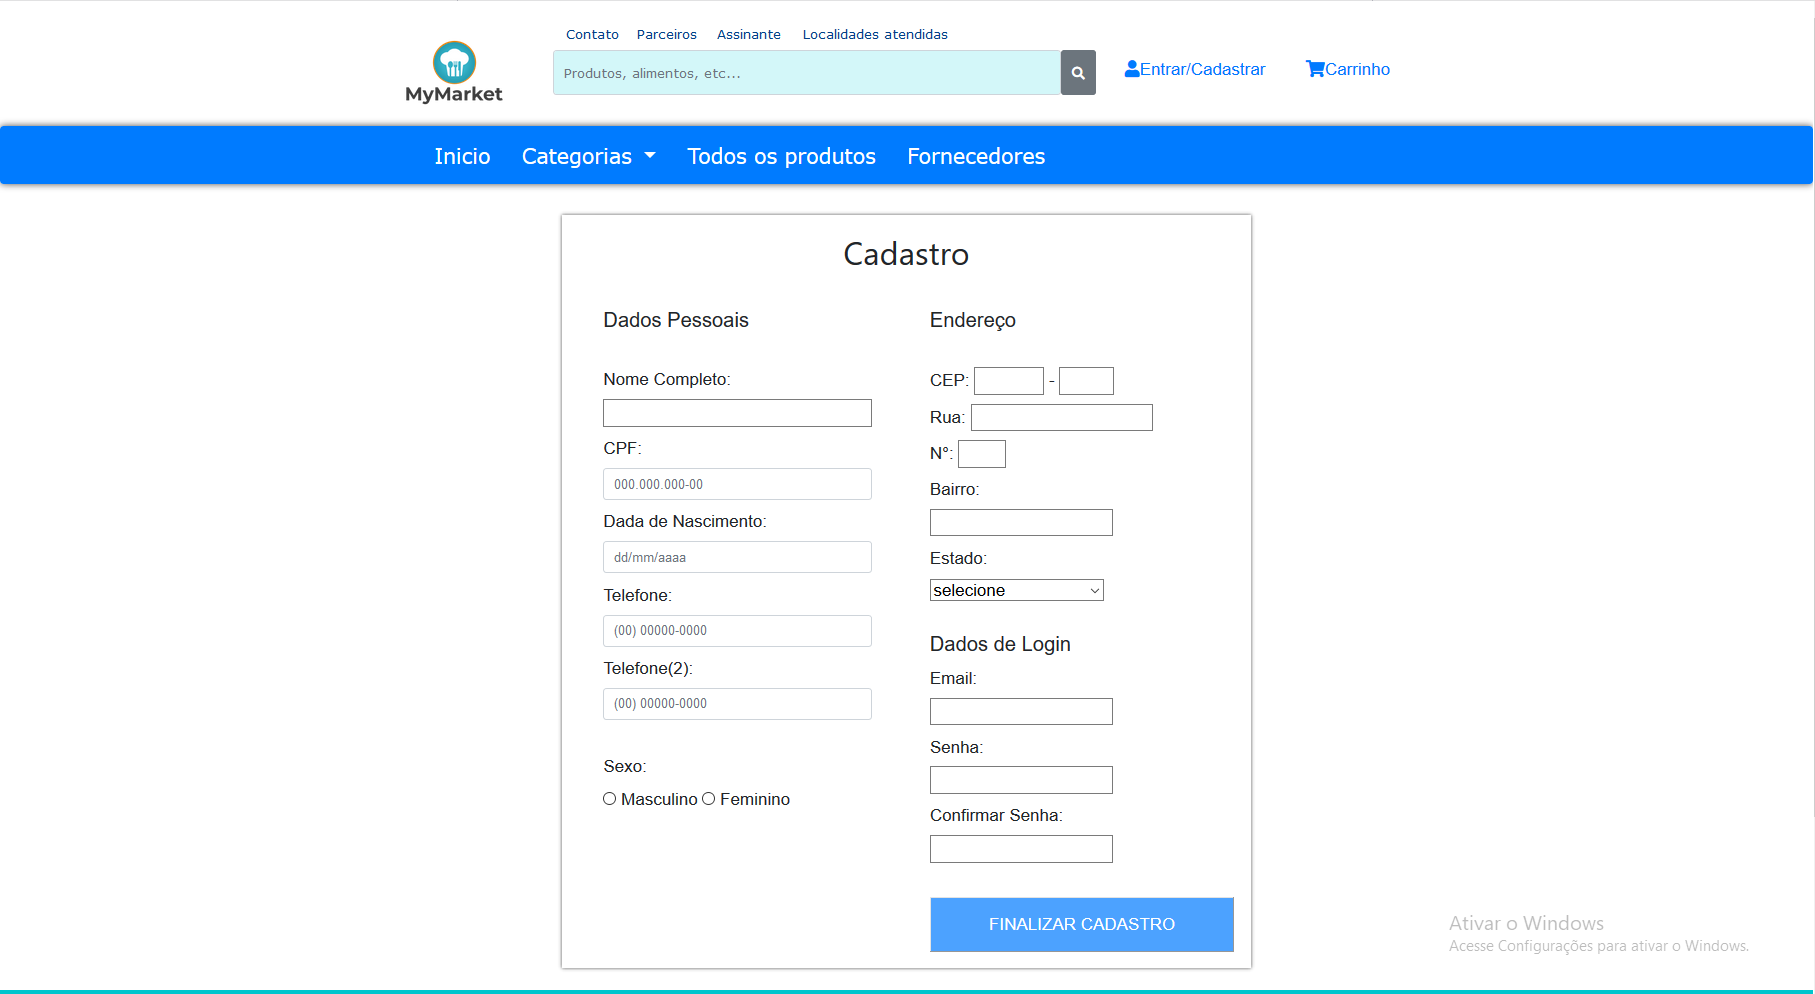 Contato Parceiros Assinante Localidades atendidas
MyMarket
Produtos, alimentos, etc...
Entrar/Cadastrar
Carrinho
Inicio Categorias Todos os produtos Fornecedores
Cadastro
Dados Pessoais
Nome Completo:
CPF:
000.000.000-00
Dada de Nascimento:
dd/mm/aaaa
Telefone:
(00) 00000-0000
Telefone(2):
(00) 00000-0000
Sexo:
Masculino Feminino
Endereço
CEP: -
Rua:
N°:
Bairro:
Estado:
selecione
Dados de Login
Email:
Senha:
Confirmar Senha:
FINALIZAR CADASTRO
Ativar o Windows
Acesse Configurações para ativar o Windows.